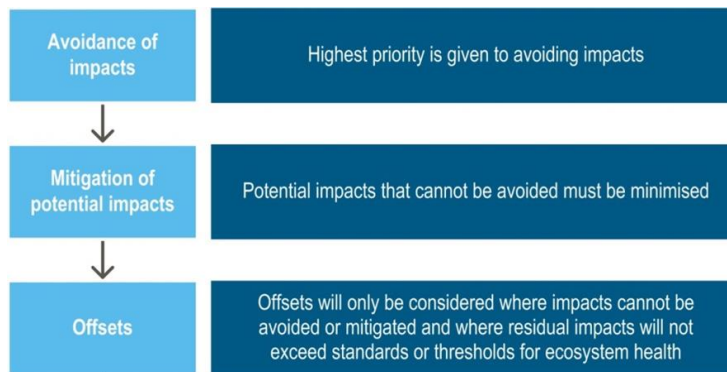 Avoidance of
impacts
Highest priority is given to avoiding impacts
Mitigation of
potential impacts
Potential impacts that cannot be avoided must be minimised
Offsets
Offsets will only be considered where impacts cannot be
avoided or mitigated and where residual impacts will not
exceed standards or thresholds for ecosystem health